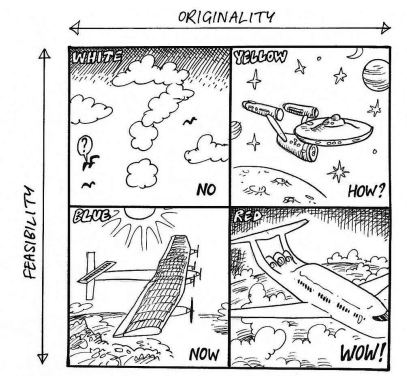 ORIGINALITY
FEASIBILITY
WHITE
?
NO
YELLOW
HOW?
BLUE
NOW
RED
WOW!